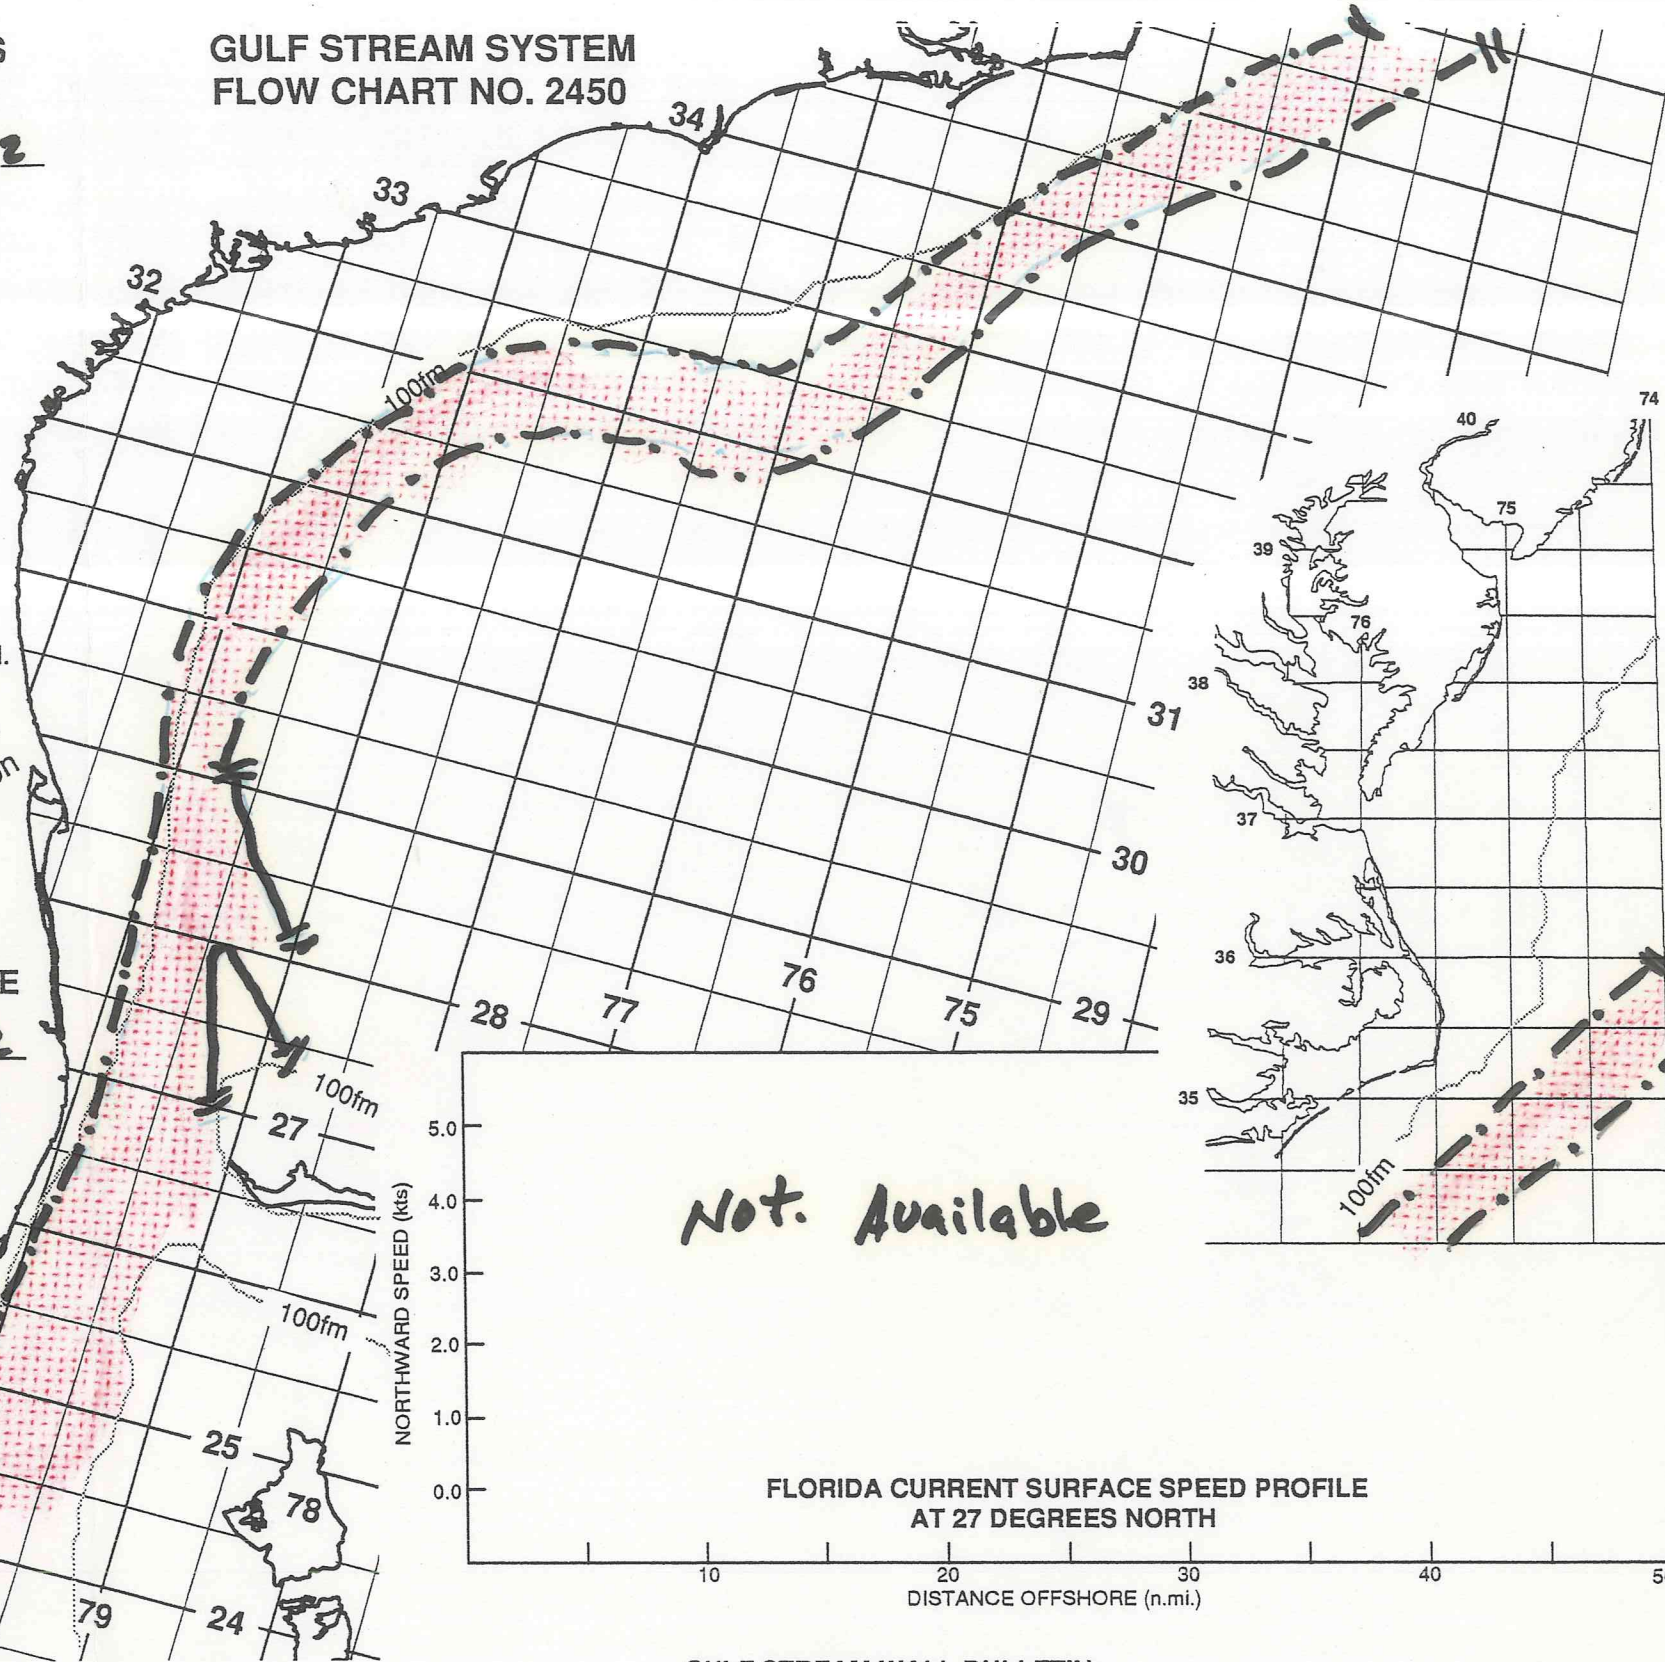 GULF STREAM SYSTEM
FLOW CHART NO. 2450
34
33
32
100fm
31
30
76
77
75
28
29
100fm
27
100fm
25
78
79
24
74
40
75
39
76
38
37
36
35
100fm
E
5.0
4.0
3.0
2.0
1.0
0.0
NORTHWARD SPEED (kts)
Not. Available
FLORIDA CURRENT SURFACE SPEED PROFILE
AT 27 DEGREES NORTH
10 20 30 40
DISTANCE OFFSHORE (n.mi.)